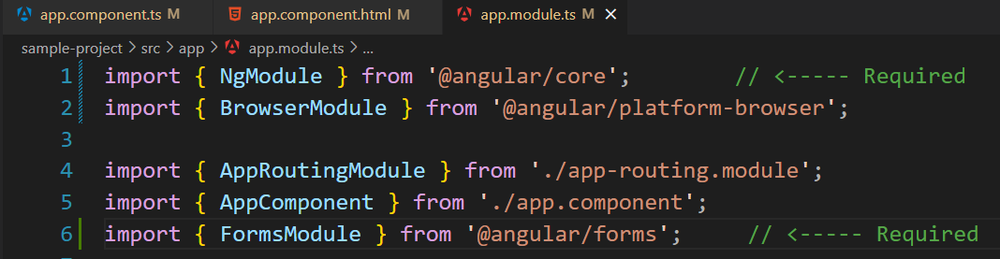 app.component.ts M app.component.html M app.module.ts M
sample-project > src > app > app.module.ts > ...
1 import { NgModule } from '@angular/core'; // <----- Required
2 import { BrowserModule } from '@angular/platform-browser';
3
4 import { AppRoutingModule } from './app-routing.module';
5 import { AppComponent } from './app.component';
6 import { FormsModule } from '@angular/forms'; // <----- Required